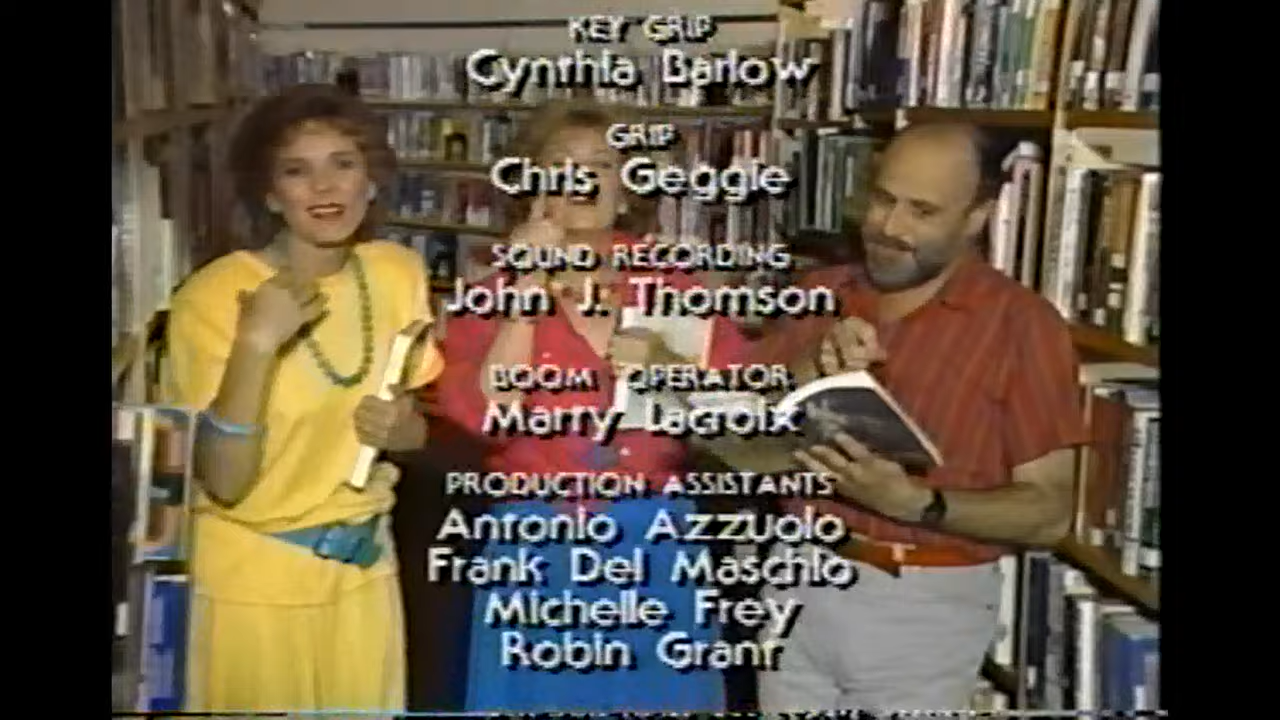 KEY GRIP
Cynthia Barlow
GRIP
Chris Geggie
SOUND RECORDING
John J. Thomson
BOOM OPERATOR
Marry Lacroix
PRODUCTION ASSISTANTS
Antonio Azzuolo
Frank Del Maschio
Michelle Frey
Robin Grant